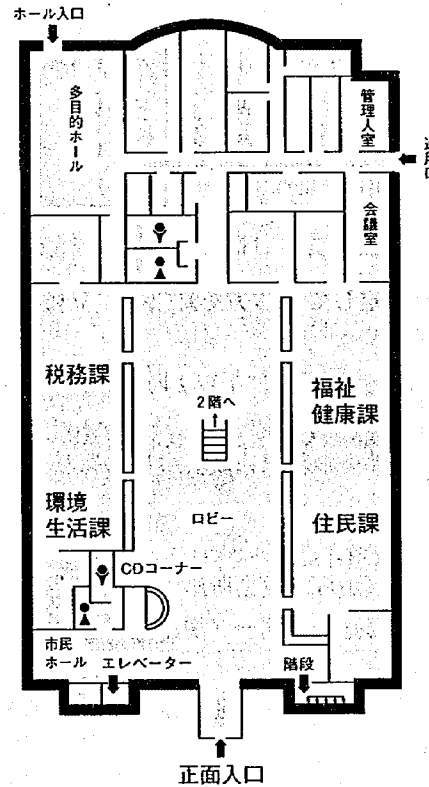 ホール入口
多目的ホール
管理人室
会議室
税務課
2階へ
福祉
健康課
環境
生活課
ロビー
住民課
CDコーナー
市民
ホール
エレベーター
階段
正面入口